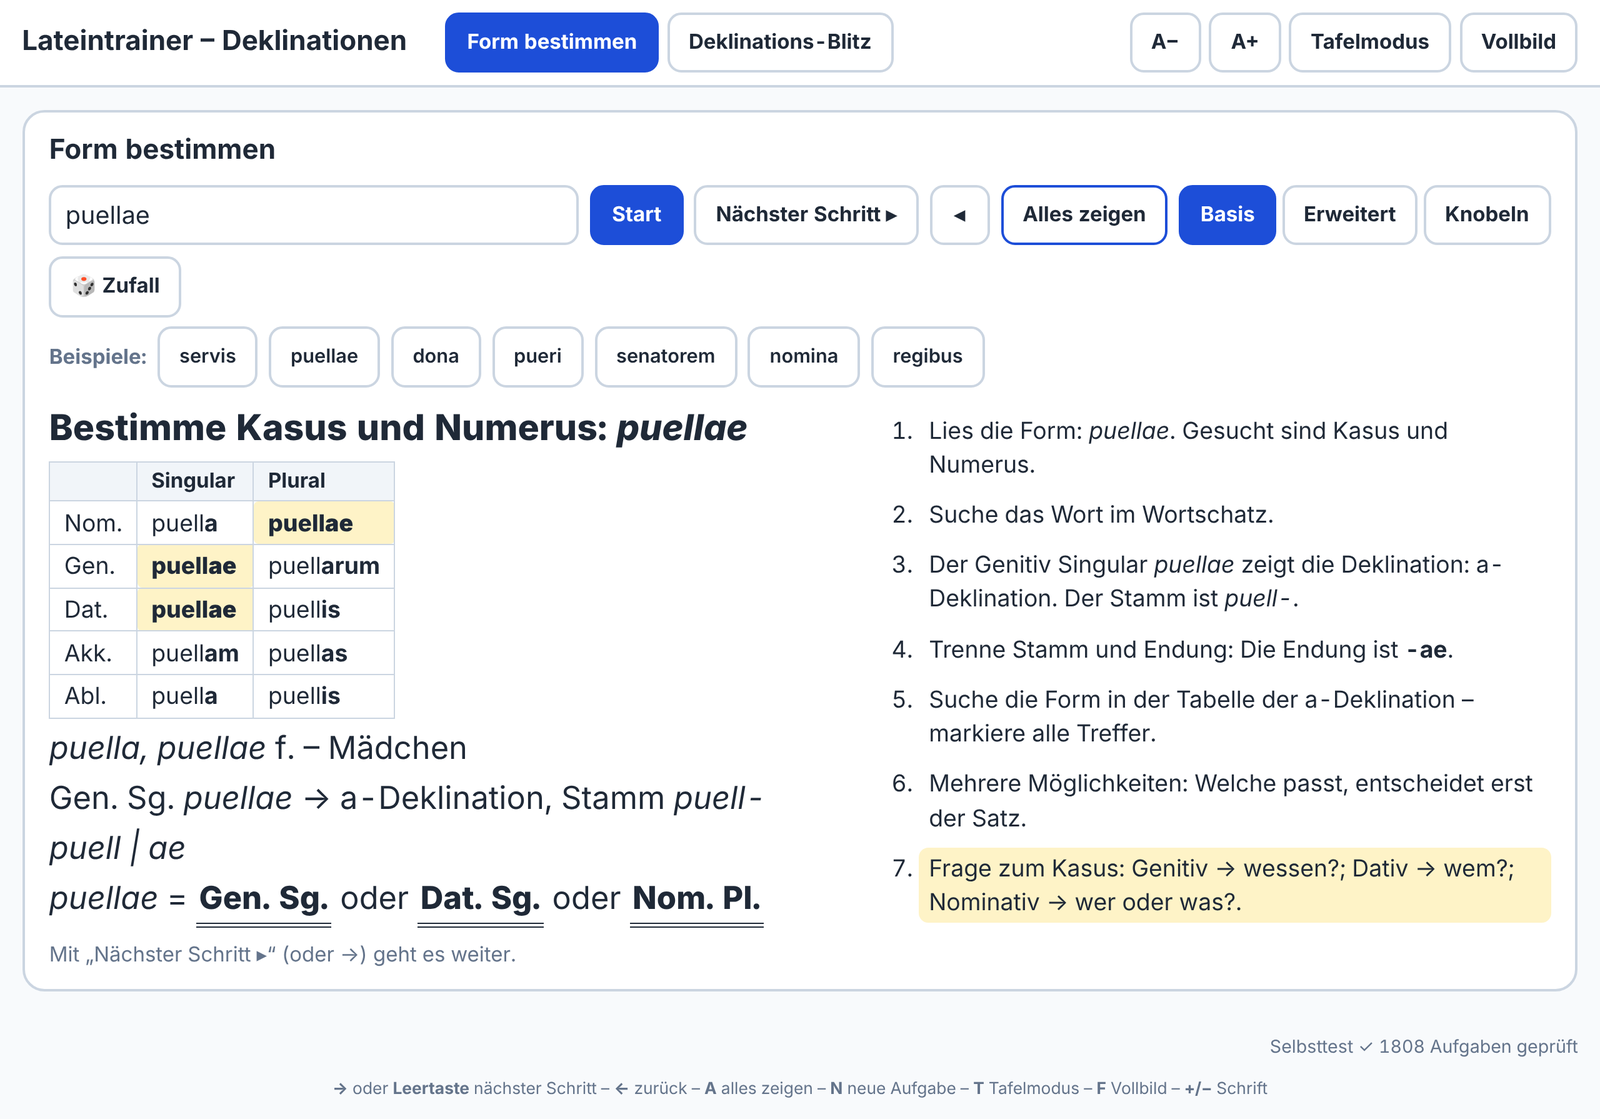 Lateintrainer – Deklinationen
Form bestimmen
Deklinations-Blitz
A−
A+
Tafelmodus
Vollbild
Form bestimmen
puellae
Start
Nächster Schritt ▸
◂
Alles zeigen
Basis
Erweitert
Knobeln
🎲 Zufall
Beispiele:
servis
puellae
dona
pueri
senatorem
nomina
regibus
Bestimme Kasus und Numerus: puellae
Singular Plural
Nom. puella puellae
Gen. puellae puellarum
Dat. puellae puellis
Akk. puellam puellas
Abl. puella puellis
puella, puellae f. – Mädchen
Gen. Sg. puellae → a-Deklination, Stamm puell-
puell | ae
puellae = Gen. Sg. oder Dat. Sg. oder Nom. Pl.
Mit „Nächster Schritt ▸“ (oder →) geht es weiter.
1. Lies die Form: puellae. Gesucht sind Kasus und
Numerus.
2. Suche das Wort im Wortschatz.
3. Der Genitiv Singular puellae zeigt die Deklination: a-
Deklination. Der Stamm ist puell-.
4. Trenne Stamm und Endung: Die Endung ist -ae.
5. Suche die Form in der Tabelle der a-Deklination –
markiere alle Treffer.
6. Mehrere Möglichkeiten: Welche passt, entscheidet erst
der Satz.
7. Frage zum Kasus: Genitiv → wessen?; Dativ → wem?;
Nominativ → wer oder was?.
Selbsttest ✓ 1808 Aufgaben geprüft
→ oder Leertaste nächster Schritt – ← zurück – A alles zeigen – N neue Aufgabe – T Tafelmodus – F Vollbild – +/− Schrift